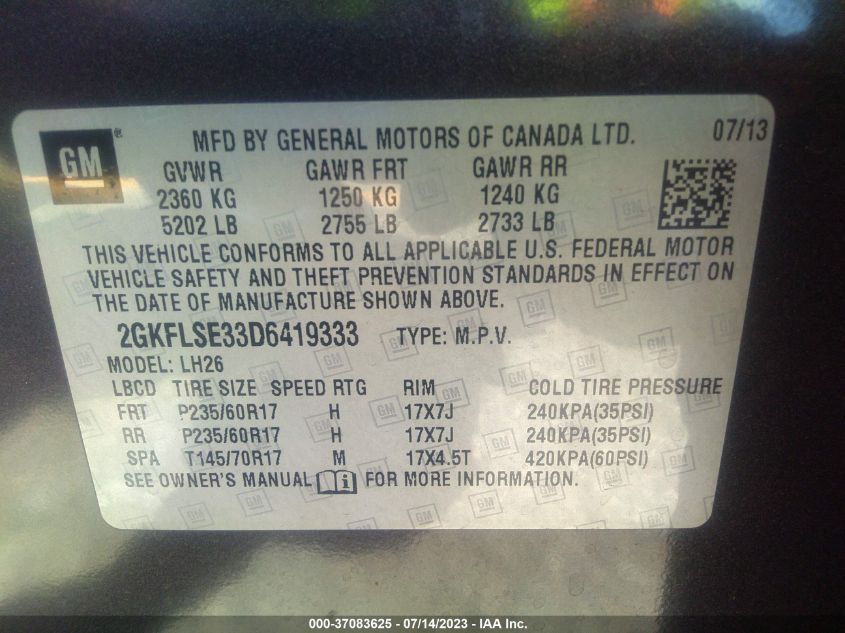 GM® MFD BY GENERAL MOTORS OF CANADA LTD. 07/13
GVWR GAWR FRT GAWR RR
2360 KG 1250 KG 1240 KG
5202 LB 2755 LB 2733 LB
THIS VEHICLE CONFORMS TO ALL APPLICABLE U.S. FEDERAL MOTOR
VEHICLE SAFETY AND THEFT PREVENTION STANDARDS IN EFFECT ON
THE DATE OF MANUFACTURE SHOWN ABOVE.
2GKFLSE33D6419333 TYPE: M.P.V.
MODEL: LH26
LBCD TIRE SIZE SPEED RTG RIM COLD TIRE PRESSURE
FRT P235/60R17 H 17X7J 240KPA(35PSI)
RR P235/60R17 H 17X7J 240KPA(35PSI)
SPA T145/70R17 M 17X4.5T 420KPA(60PSI)
SEE OWNER'S MANUAL i FOR MORE INFORMATION.
000-37083625 - 07/14/2023 - IAA Inc.